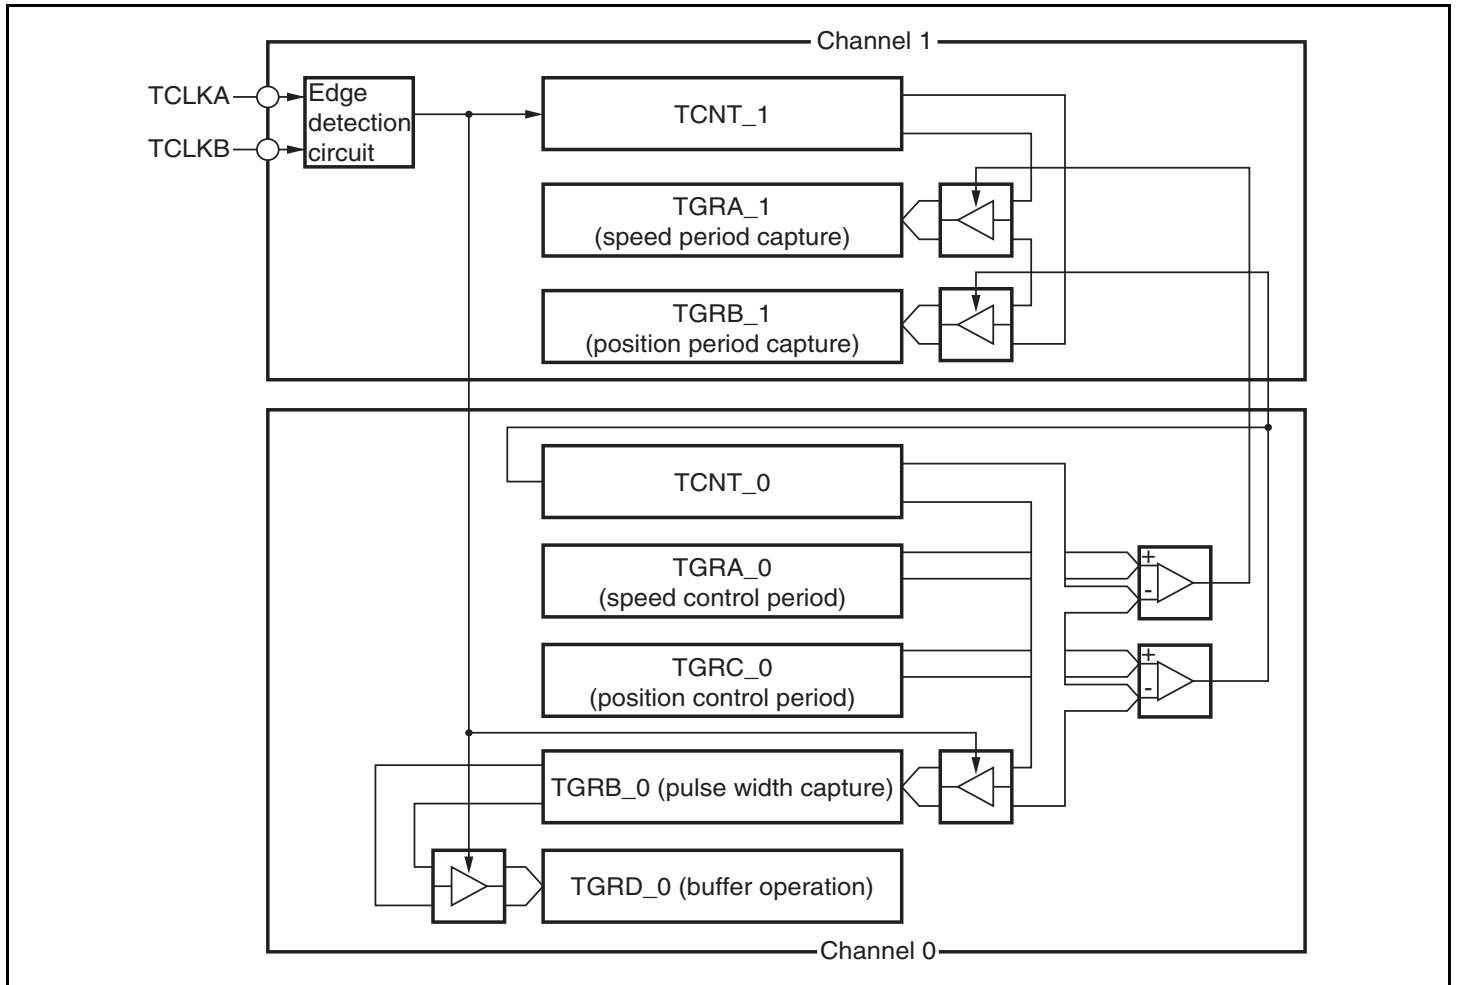 Channel 1
TCLKA
TCLKB
Edge
detection
circuit
TCNT_1
TGRA_1
(speed period capture)
TGRB_1
(position period capture)
TCNT_0
TGRA_0
(speed control period)
+
-
TGRC_0
(position control period)
+
-
TGRB_0 (pulse width capture)
TGRD_0 (buffer operation)
Channel 0